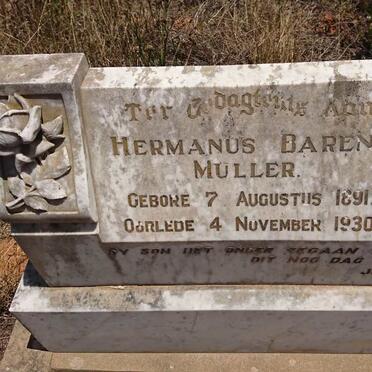 Ter Gedagtenis Aan
HERMANUS BAREN
MULLER.
GEBORE 7 AUGUSTUS 1891.
OORLEDE 4 NOVEMBER 1930
SY SON HET ONDER GEGAAN
DIT NOG DAG
J